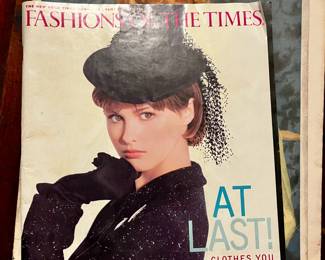 FASHIONS OF THE TIMES
AT
LAST!
CLOTHES YOU